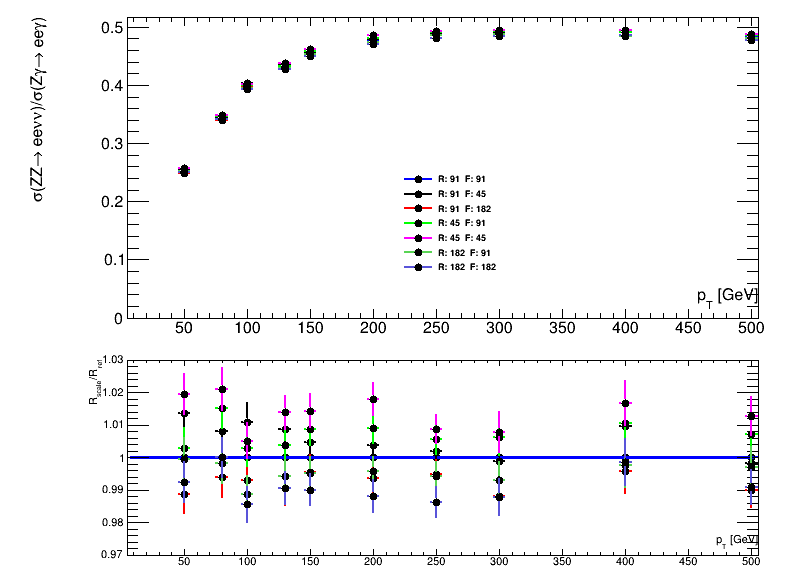 σ(ZZ→ eeνν)/σ(Zγ→ eeγ)
0.5
0.4
0.3
0.2
0.1
0
R: 91 F: 91
R: 91 F: 45
R: 91 F: 182
R: 45 F: 91
R: 45 F: 45
R: 182 F: 91
R: 182 F: 182
p_T [GeV]
50 100 150 200 250 300 350 400 450 500
R_scale/R_ref
1.03
1.02
1.01
1
0.99
0.98
0.97
p_T [GeV]
50 100 150 200 250 300 350 400 450 500